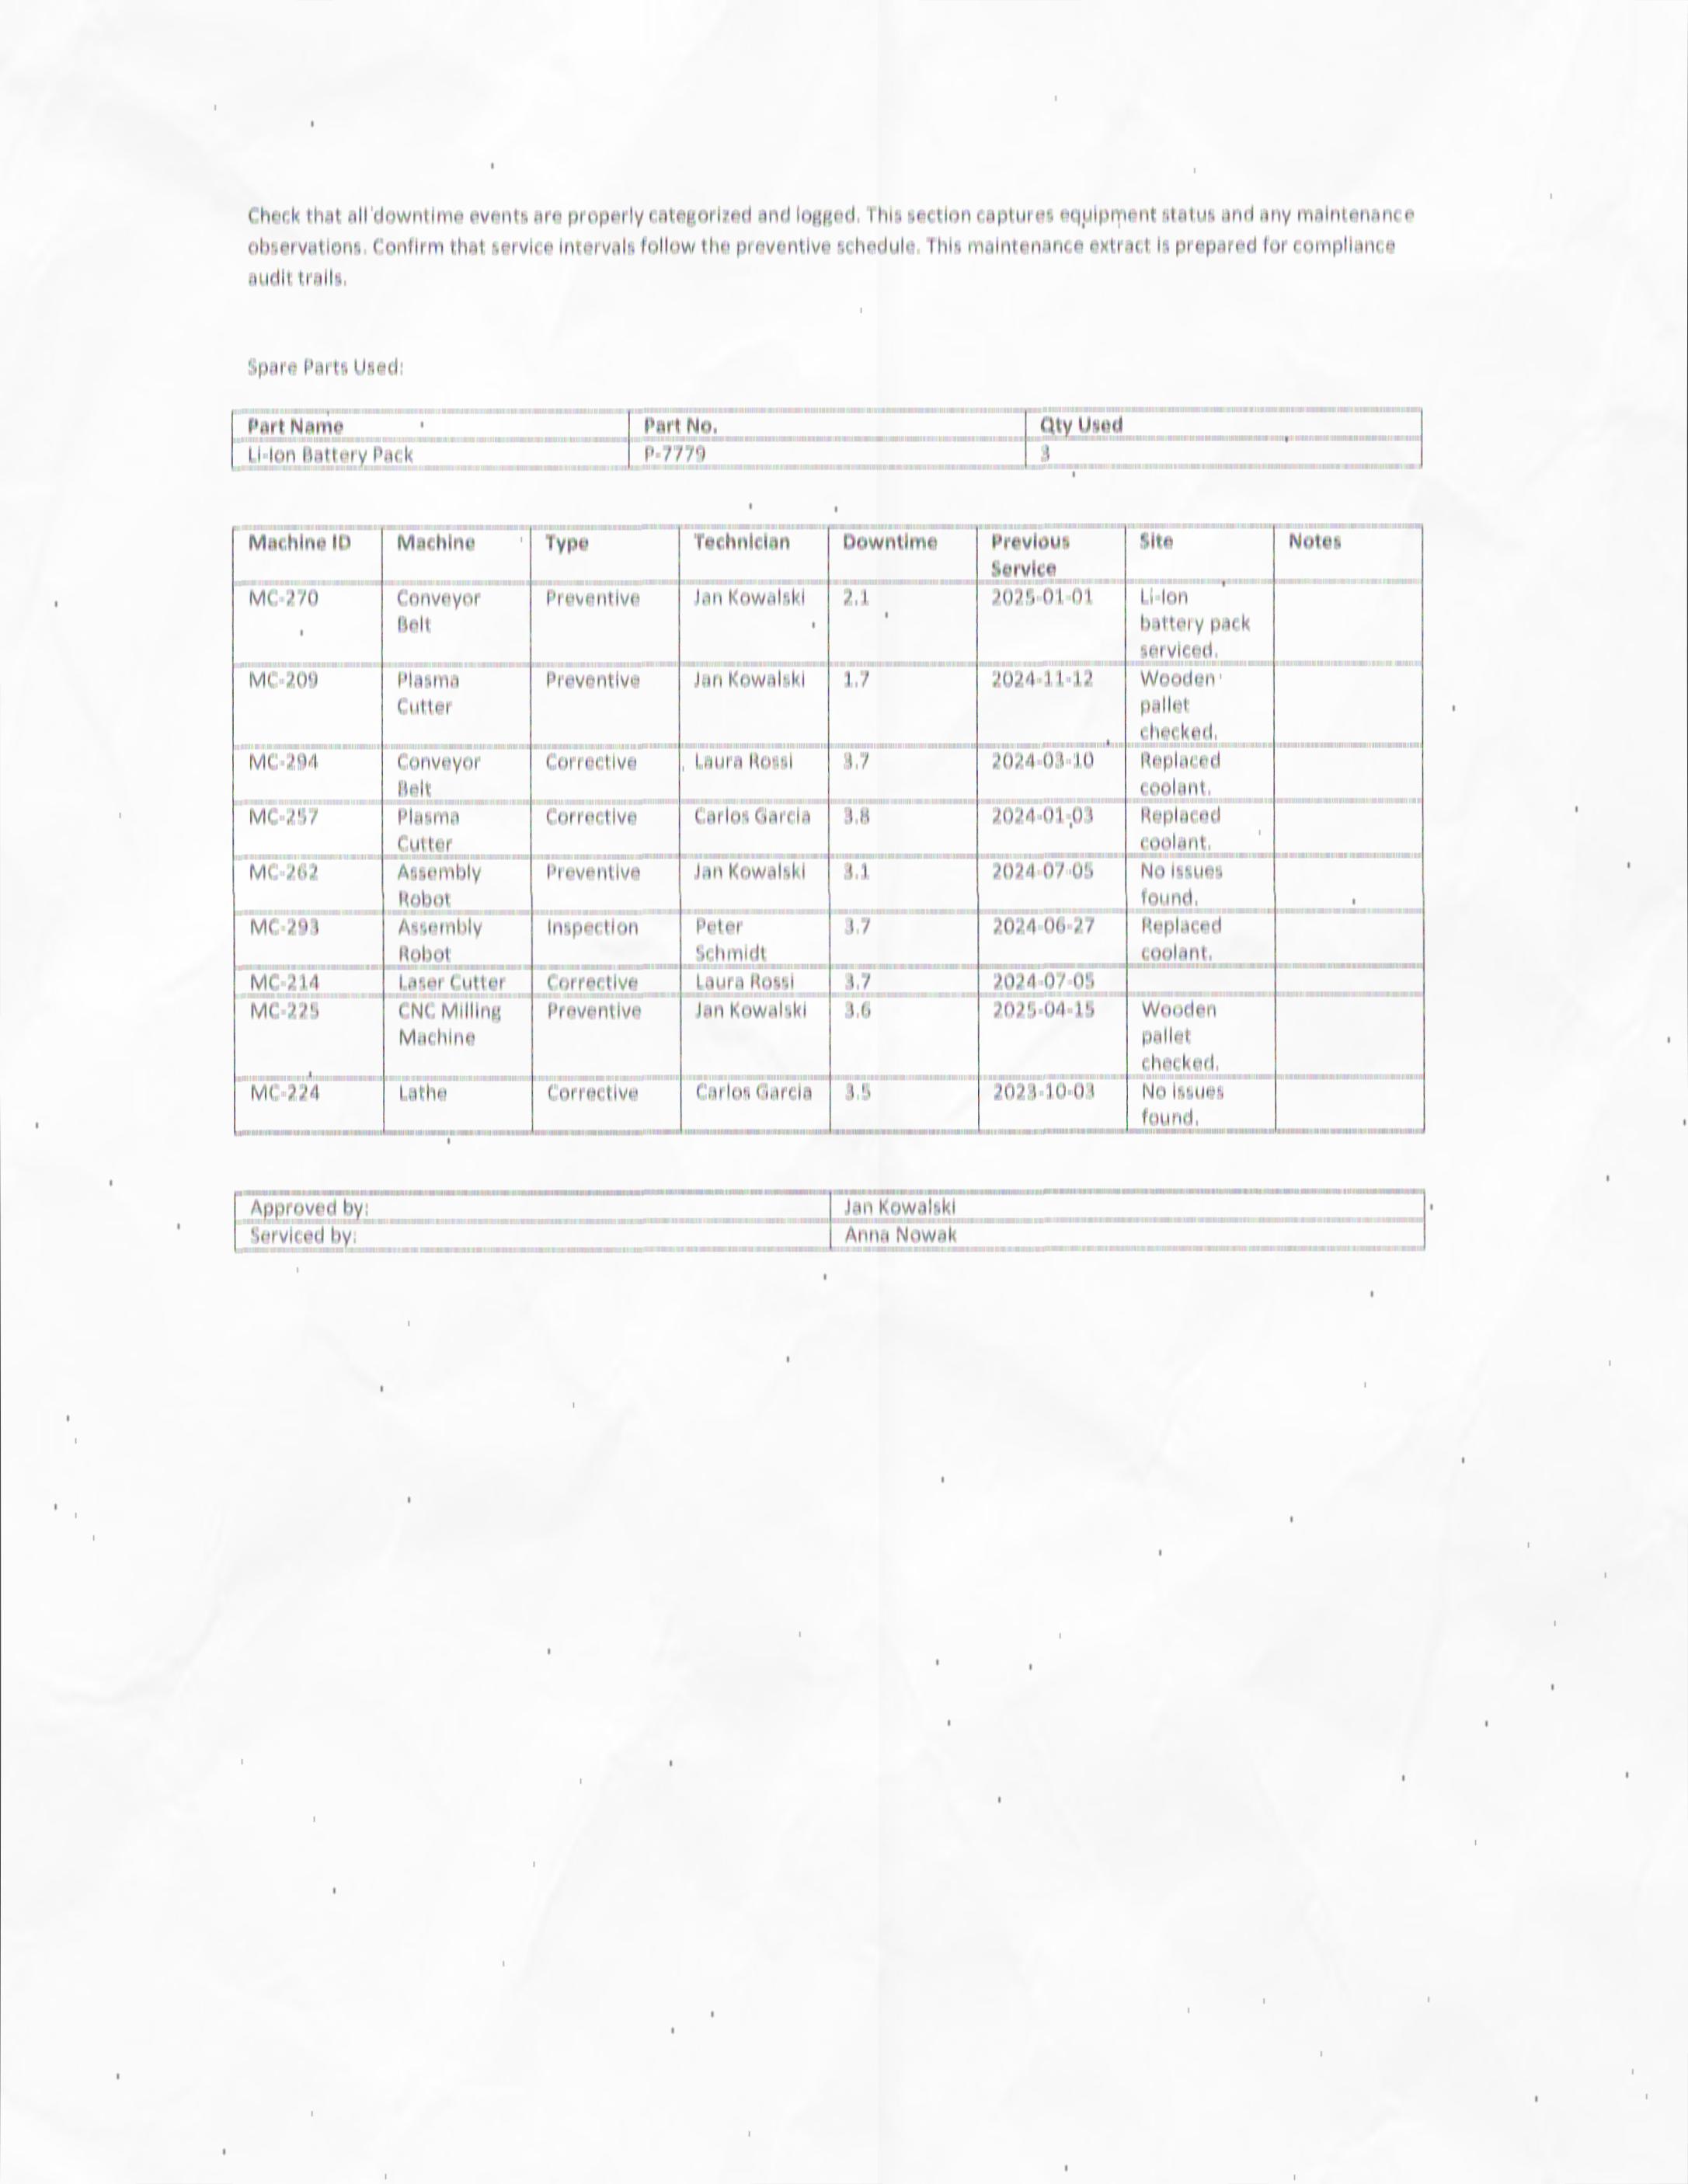 Check that all downtime events are properly categorized and logged. This section captures equipment status and any maintenance
observations. Confirm that service intervals follow the preventive schedule. This maintenance extract is prepared for compliance
audit trails.
Spare Parts Used:
Part Name Part No. Qty Used
Li-Ion Battery Pack P-7779 3
Machine ID Machine Type Technician Downtime Previous Service Site Notes
MC-270 Conveyor Belt Preventive Jan Kowalski 2.1 2025-01-01 Li-Ion battery pack serviced.
MC-209 Plasma Cutter Preventive Jan Kowalski 1.7 2024-11-12 Wooden pallet checked.
MC-294 Conveyor Belt Corrective Laura Rossi 3.7 2024-03-10 Replaced coolant.
MC-257 Plasma Cutter Corrective Carlos Garcia 3.8 2024-01-03 Replaced coolant.
MC-262 Assembly Robot Preventive Jan Kowalski 3.1 2024-07-05 No issues found.
MC-293 Assembly Robot Inspection Peter Schmidt 3.7 2024-06-27 Replaced coolant.
MC-214 Laser Cutter Corrective Laura Rossi 3.7 2024-07-05
MC-225 CNC Milling Machine Preventive Jan Kowalski 3.6 2025-04-15 Wooden pallet checked.
MC-224 Lathe Corrective Carlos Garcia 3.5 2023-10-03 No issues found.
Approved by: Jan Kowalski
Serviced by: Anna Nowak